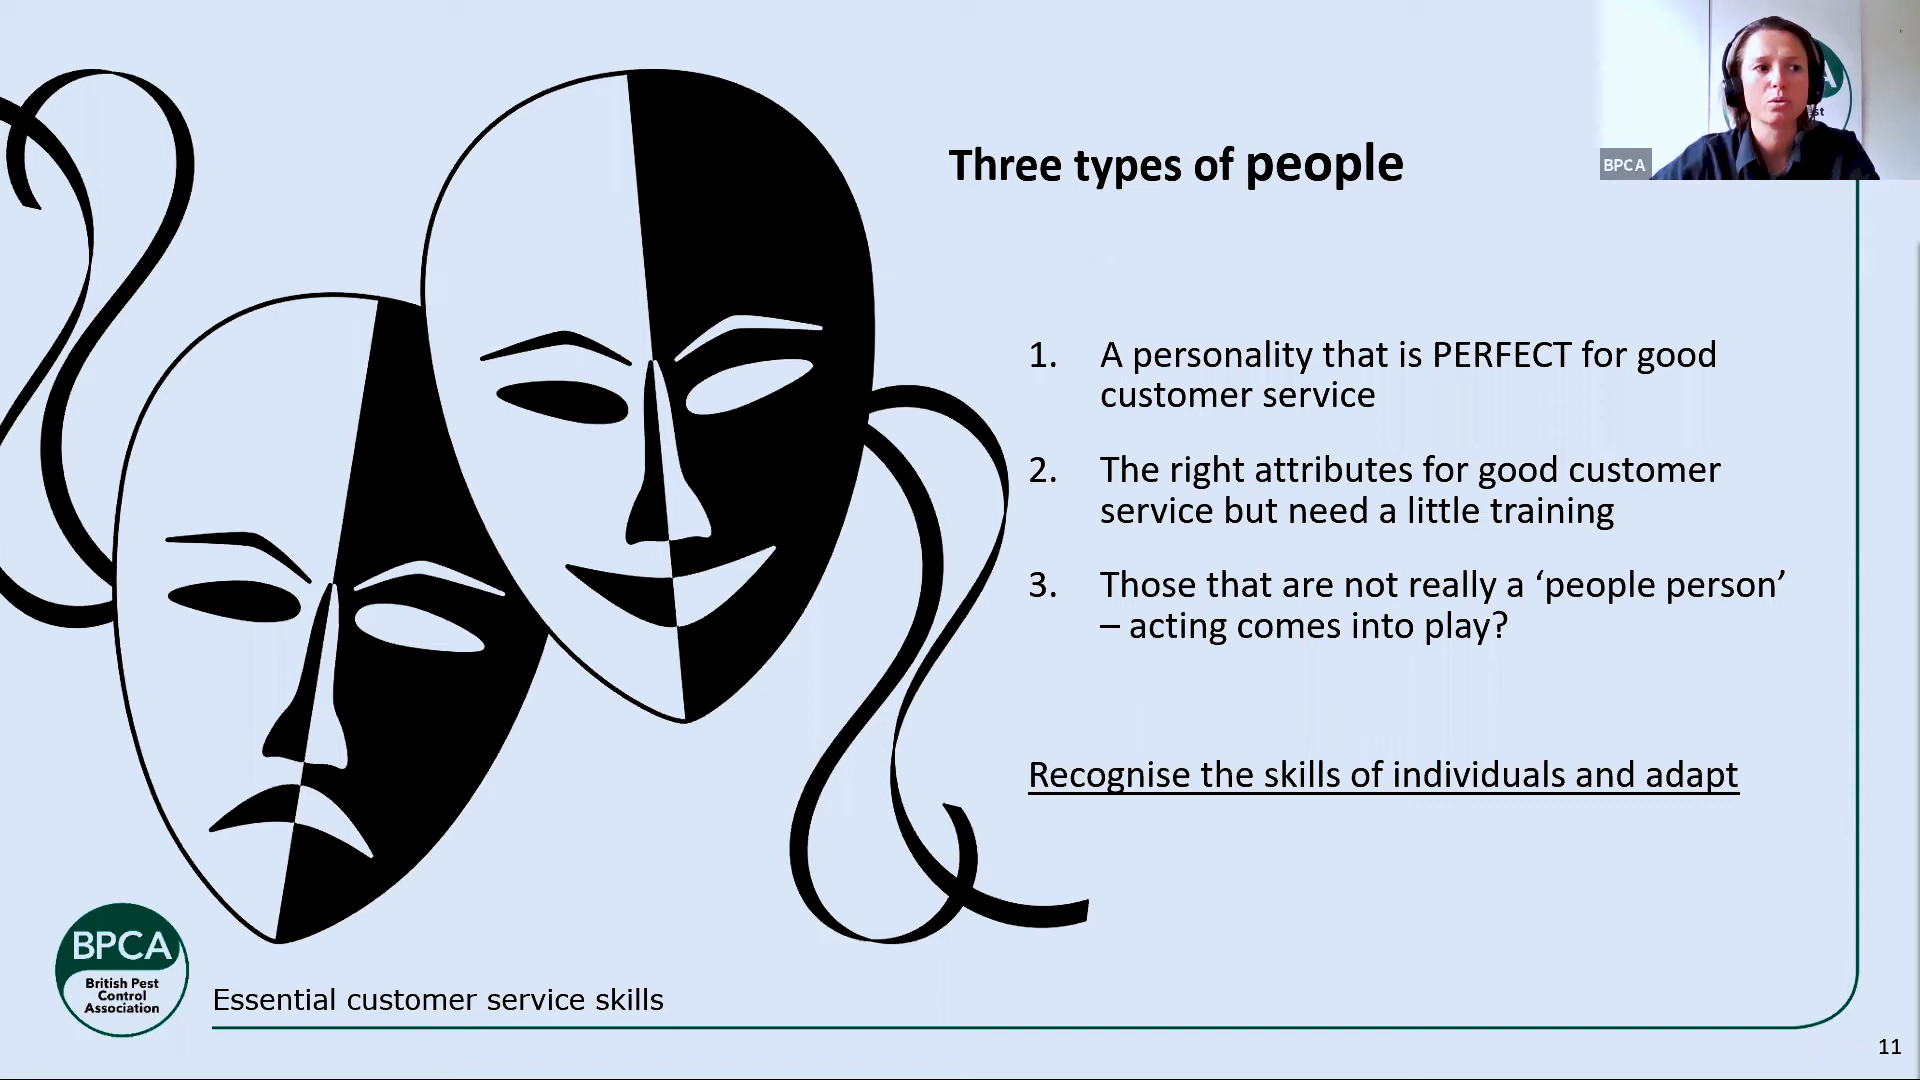 Three types of people
BPCA
1. A personality that is PERFECT for good
customer service
2. The right attributes for good customer
service but need a little training
3. Those that are not really a ‘people person’
– acting comes into play?
Recognise the skills of individuals and adapt
BPCA
British Pest
Control
Association
Essential customer service skills
11